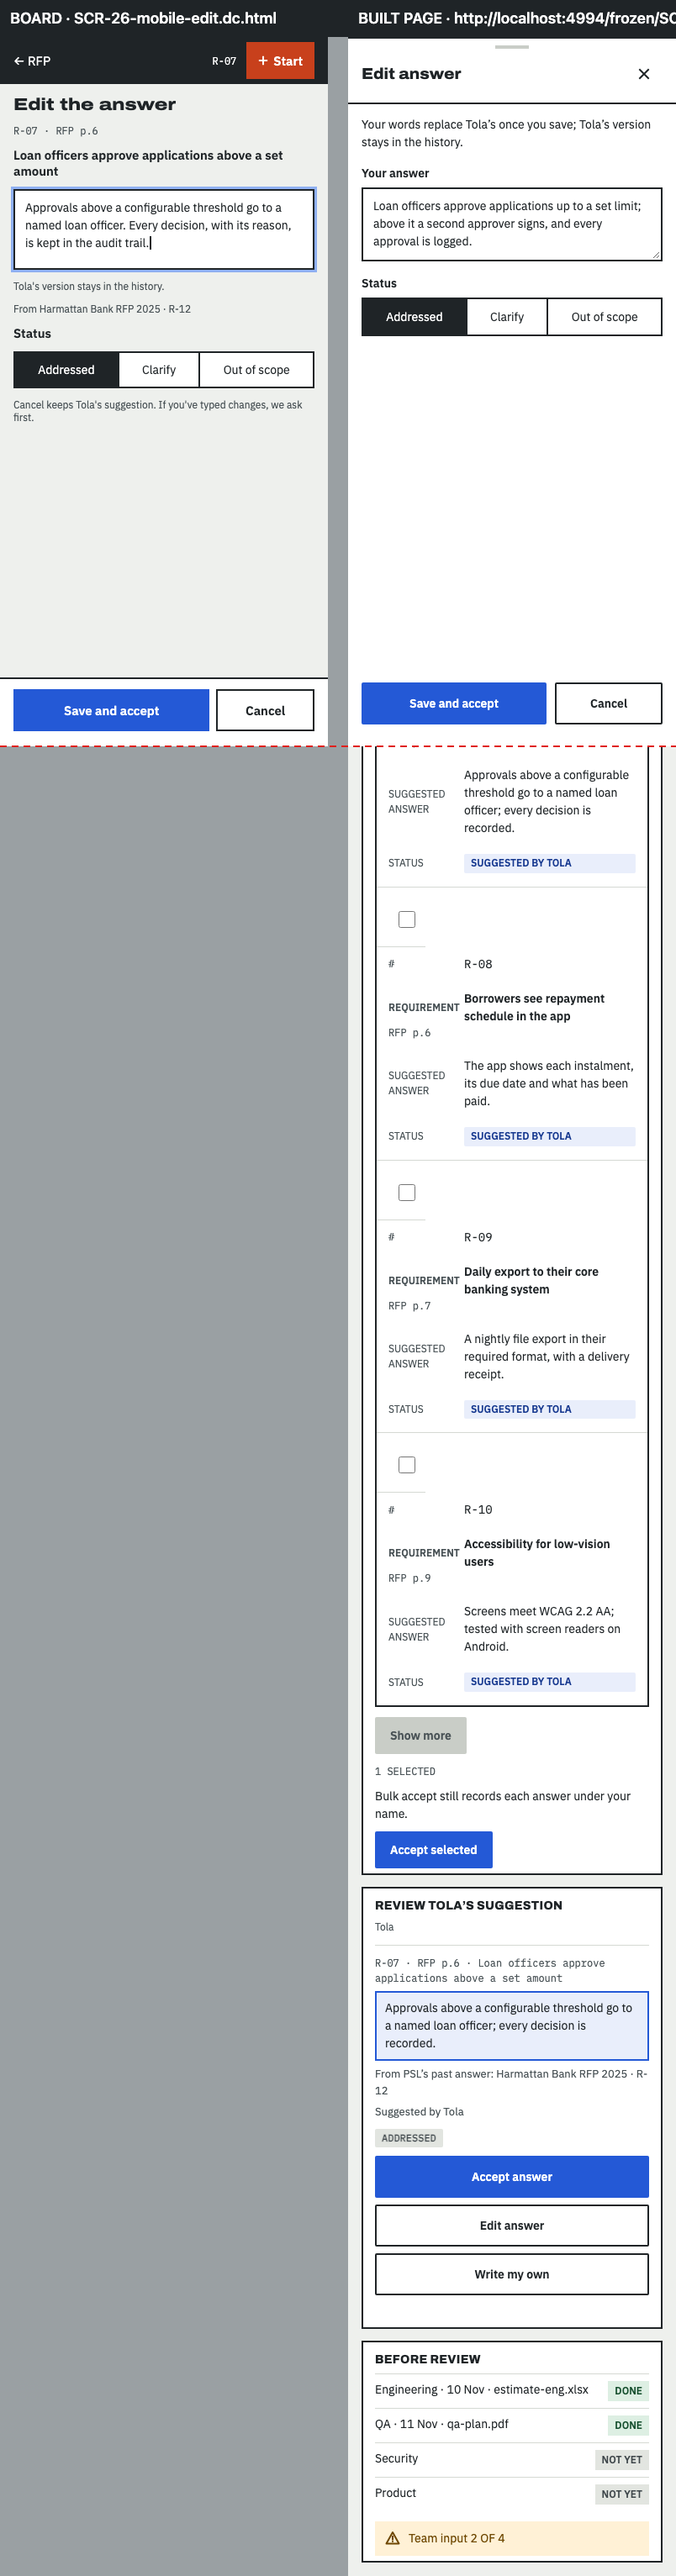 BOARD · SCR-26-mobile-edit.dc.html
← RFP
R-07
+ Start
Edit the answer
R-07 · RFP p.6
Loan officers approve applications above a set
amount
Approvals above a configurable threshold go to a
named loan officer. Every decision, with its reason,
is kept in the audit trail.
Tola's version stays in the history.
From Harmattan Bank RFP 2025 · R-12
Status
Addressed
Clarify
Out of scope
Cancel keeps Tola's suggestion. If you've typed changes, we ask
first.
Save and accept
Cancel
BUILT PAGE · http://localhost:4994/frozen/SC
Edit answer
Your words replace Tola’s once you save; Tola’s version
stays in the history.
Your answer
Loan officers approve applications up to a set limit;
above it a second approver signs, and every
approval is logged.
Status
Addressed
Clarify
Out of scope
Save and accept
Cancel
SUGGESTED
ANSWER
Approvals above a configurable
threshold go to a named loan
officer; every decision is
recorded.
STATUS
SUGGESTED BY TOLA
#
R-08
REQUIREMENT
Borrowers see repayment
schedule in the app
RFP p.6
SUGGESTED
ANSWER
The app shows each instalment,
its due date and what has been
paid.
STATUS
SUGGESTED BY TOLA
#
R-09
REQUIREMENT
Daily export to their core
banking system
RFP p.7
SUGGESTED
ANSWER
A nightly file export in their
required format, with a delivery
receipt.
STATUS
SUGGESTED BY TOLA
#
R-10
REQUIREMENT
Accessibility for low-vision
users
RFP p.9
SUGGESTED
ANSWER
Screens meet WCAG 2.2 AA;
tested with screen readers on
Android.
STATUS
SUGGESTED BY TOLA
Show more
1 SELECTED
Bulk accept still records each answer under your
name.
Accept selected
REVIEW TOLA’S SUGGESTION
Tola
R-07 · RFP p.6 · Loan officers approve
applications above a set amount
Approvals above a configurable threshold go to
a named loan officer; every decision is
recorded.
From PSL’s past answer: Harmattan Bank RFP 2025 · R-
12
Suggested by Tola
ADDRESSED
Accept answer
Edit answer
Write my own
BEFORE REVIEW
Engineering · 10 Nov · estimate-eng.xlsx
DONE
QA · 11 Nov · qa-plan.pdf
DONE
Security
NOT YET
Product
NOT YET
Team input 2 OF 4